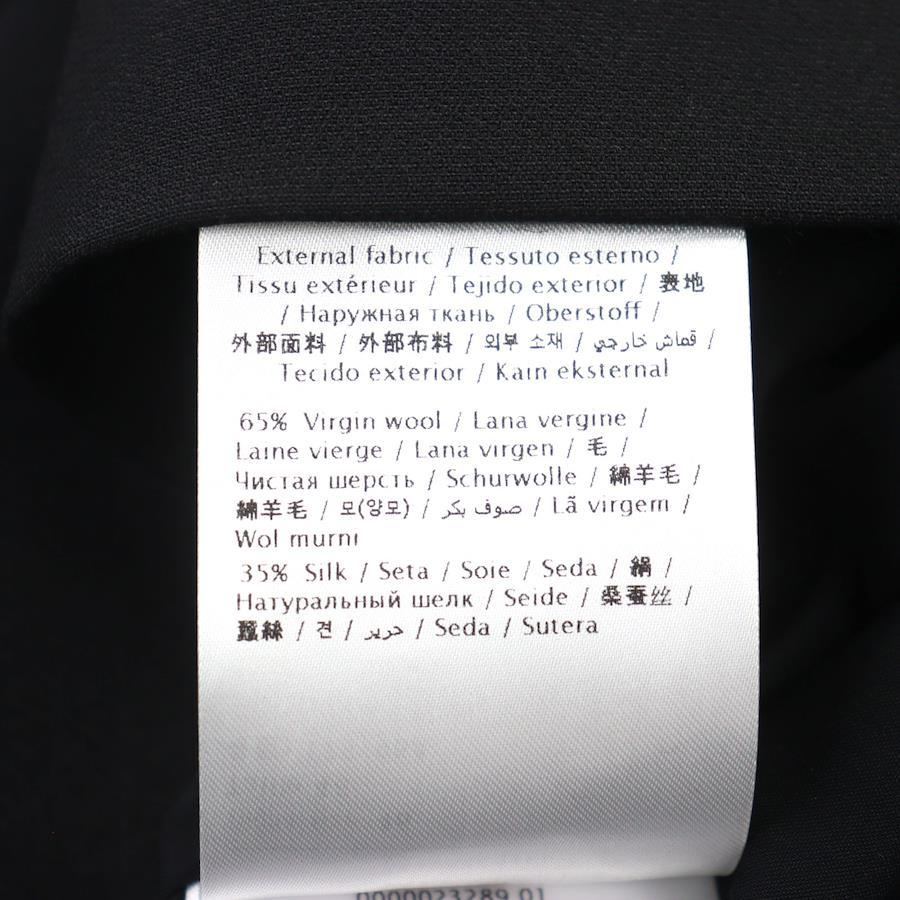 External fabric / Tessuto esterno /
Tissu extérieur / Tejido exterior / 表地
/ Наружная ткань / Oberstoff /
外部面料 / 外部布料 / 외부 소재 / قماش خارجي /
Tecido exterior / Kain eksternal
65% Virgin wool / Lana vergine /
Laine vierge / Lana virgen / 毛 /
Чистая шерсть / Schurwolle / 綿羊毛 /
綿羊毛 / 모(양모) / صوف بكر / Lã virgem /
Wol murni
35% Silk / Seta / Soie / Seda / 絹 /
Натуральный шелк / Seide / 桑蚕丝 /
蠶絲 / 견 / حرير / Seda / Sutera
0000023289.01